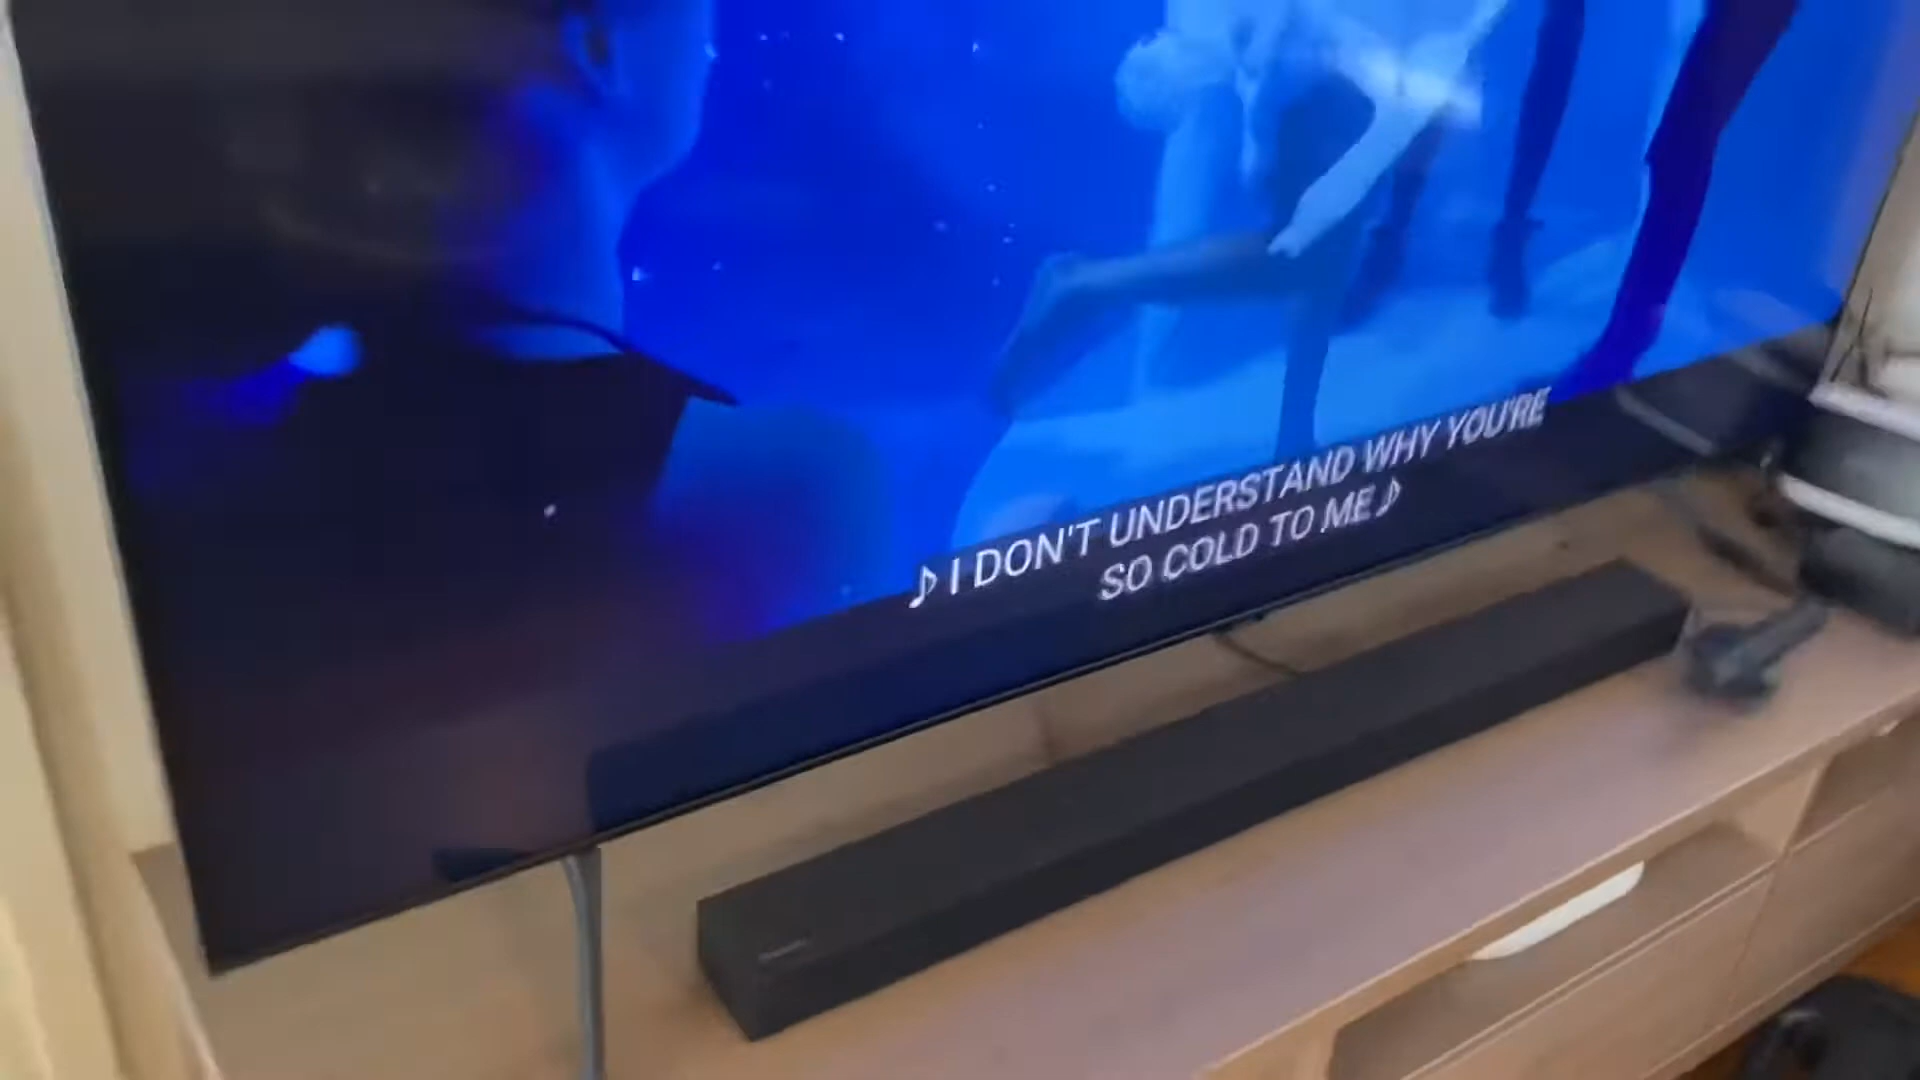 ♪ I DON'T UNDERSTAND WHY YOU'RE
SO COLD TO ME ♪